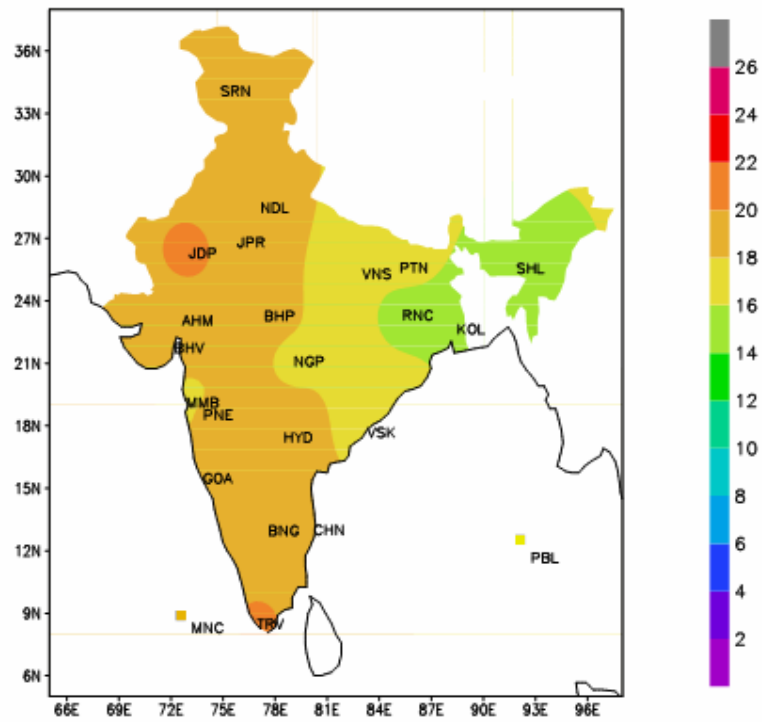 36N
33N
30N
27N
24N
21N
18N
15N
12N
9N
6N
66E 69E 72E 75E 78E 81E 84E 87E 90E 93E 96E
SRN
NDL
JPR
JDP
VNS
PTN
SHL
AHM
BHP
RNC
KOL
BHV
NGP
MMB
PNE
HYD
VSK
GOA
BNG
CHN
PBL
MNC
TRV
26
24
22
20
18
16
14
12
10
8
6
4
2